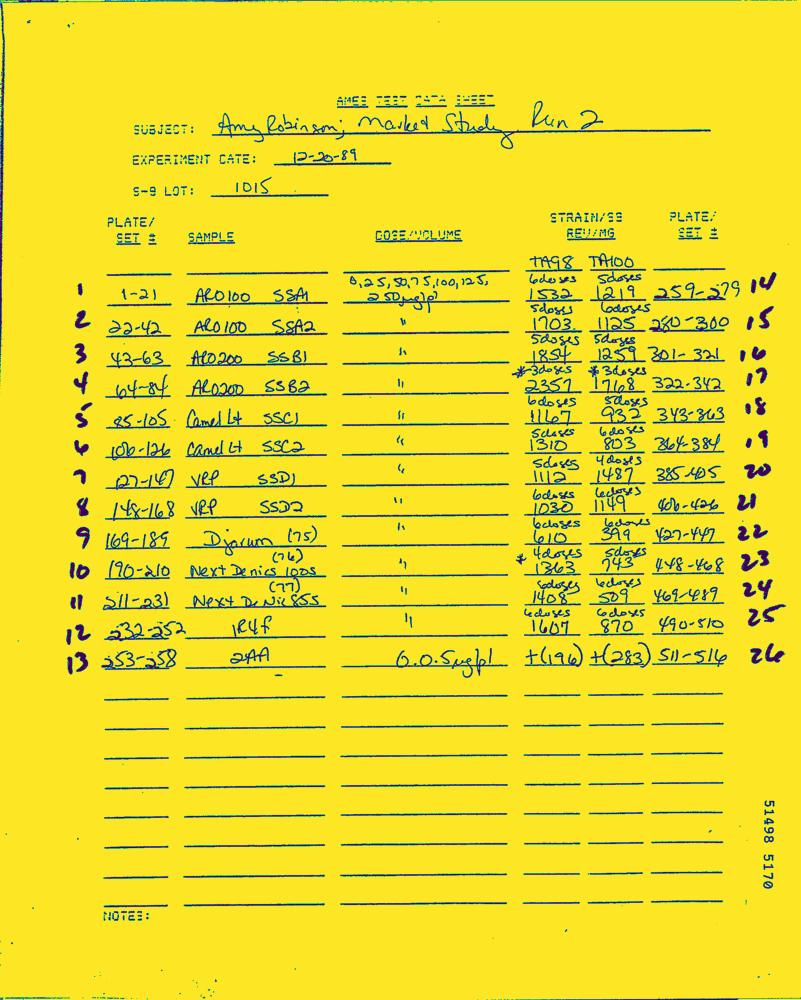 AMES TEST DATA SHEET
SUBJECT: Amy Robinson; Market Study Run 2
EXPERIMENT DATE: 12-20-89
S-9 LOT: 1015
PLATE/ STRAIN/S9 PLATE/
SET # SAMPLE DOSE/VOLUME REV/MG SET #
TA98 TA100
6doses 5doses
1 1-21 ARO100 SSA1 0,25,50,75,100,125, 250µg/pl 1532 1219 259-279 14
5doses 6doses
2 22-42 ARO100 SSA2 " 1703 1125 280-300 15
5doses 5doses
3 43-63 ARO200 SSB1 " 1854 1259 301-321 16
*3doses *3doses
4 64-84 ARO200 SSB2 " 2357 1768 322-342 17
6doses 5doses
5 85-105 Camel Lt SSC1 " 1167 932 343-363 18
5doses 6doses
6 106-126 Camel Lt SSC2 " 1310 803 364-384 19
5doses 4doses
7 127-147 VRP SSD1 " 1112 1487 385-405 20
6doses 6doses
8 148-168 VRP SSD2 " 1030 1149 406-426 21
6doses 6doses
9 169-189 Djarum (75) " 610 399 427-447 22
(76) *4doses 5doses
10 190-210 Next Denics 100s " 1363 743 448-468 23
(77) 6doses 6doses
11 211-231 Next De Nic 85s " 1408 509 469-489 24
6doses 6doses
12 232-252 1R4f " 1607 870 490-510 25
13 253-258 2AA 0.0.5µg/pl +(196) +(283) 511-516 26
NOTES:
51498 5170